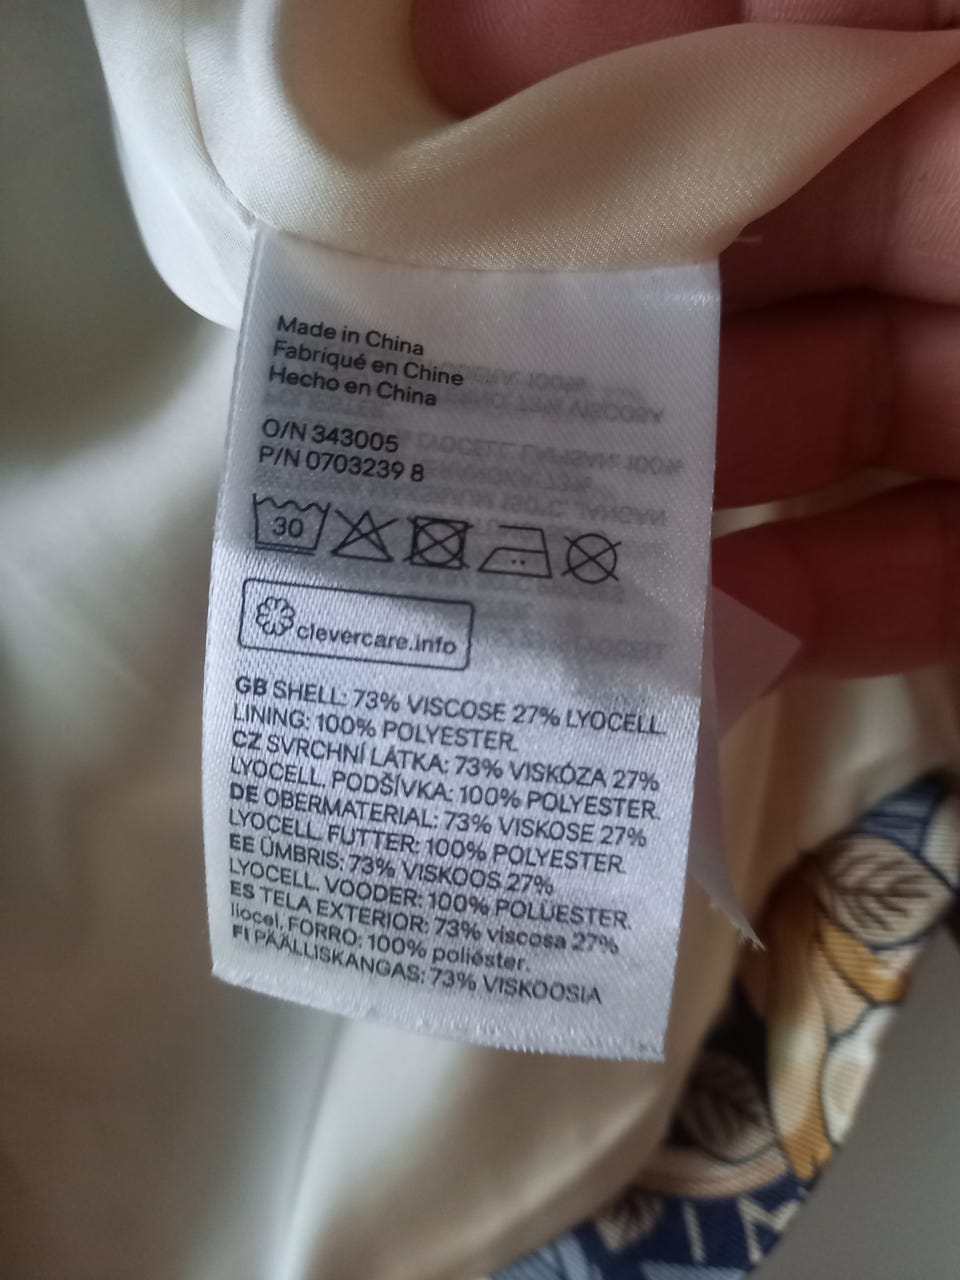 Made in China
Fabriqué en Chine
Hecho en China
O/N 343005
P/N 0703239 8
30
clevercare.info
GB SHELL: 73% VISCOSE 27% LYOCELL.
LINING: 100% POLYESTER.
CZ SVRCHNÍ LÁTKA: 73% VISKÓZA 27%
LYOCELL. PODŠÍVKA: 100% POLYESTER.
DE OBERMATERIAL: 73% VISKOSE 27%
LYOCELL. FUTTER: 100% POLYESTER.
EE ÜMBRIS: 73% VISKOOS 27%
LYOCELL. VOODER: 100% POLÜESTER.
ES TELA EXTERIOR: 73% viscosa 27%
liocel. FORRO: 100% poliéster.
FI PÄÄLLISKANGAS: 73% VISKOOSIA